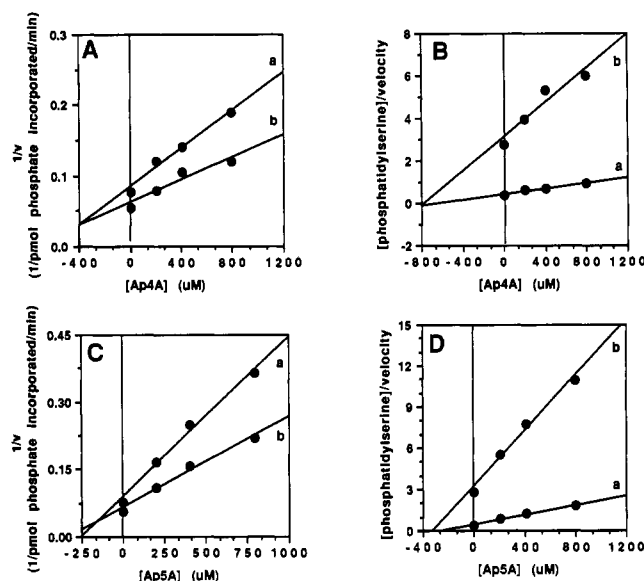 A
1/v
(1/pmol phosphate incorporated/min)
0.3
0.2
0.1
0.0
-400 0 400 800 1200
[Ap4A] (uM)
a
b
B
[phosphatidylserine]/velocity
8
6
4
2
0
-2
-800 -400 0 400 800 1200
[Ap4A] (uM)
b
a
C
1/v
(1/pmol phosphate incorporated/min)
0.45
0.30
0.15
0.00
-250 0 250 500 750 1000
[Ap5A] (uM)
a
b
D
[phosphatidylserine]/velocity
15
12
9
6
3
0
-400 0 400 800 1200
[Ap5A] (uM)
b
a